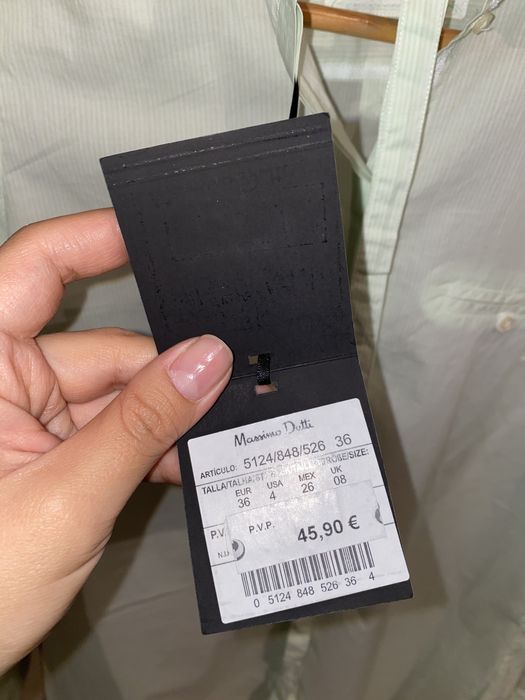 Massimo Dutti
ARTICULO: 5124/848/526 36
EUR USA MEX UK
36 4 26 08
P.V.P. 45,90 €
0 5124 848 526 36 4